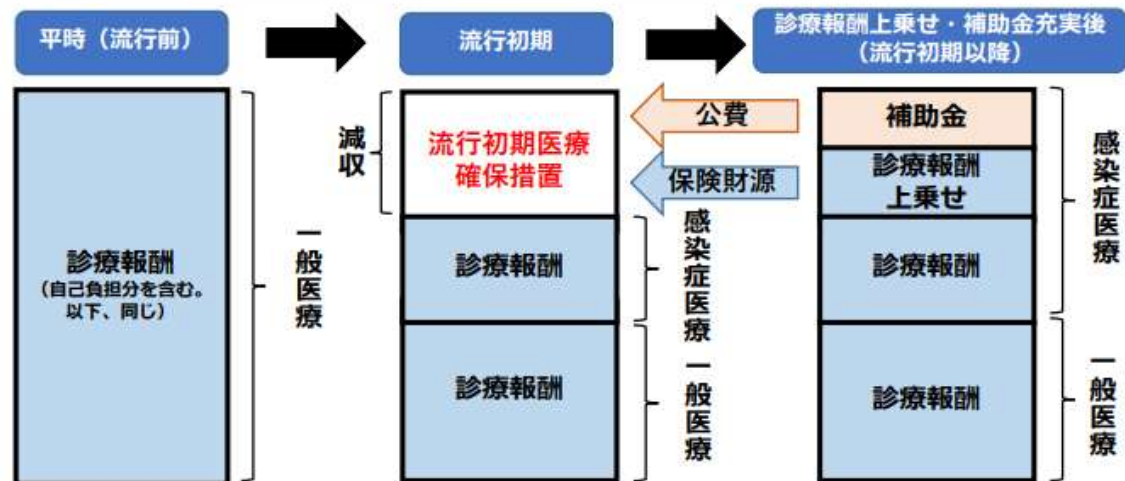 平時（流行前）
流行初期
診療報酬上乗せ・補助金充実後
（流行初期以降）
診療報酬
（自己負担分を含む。
以下、同じ）
一般医療
減収
流行初期医療
確保措置
診療報酬
診療報酬
感染症医療
一般医療
公費
保険財源
補助金
診療報酬
上乗せ
診療報酬
診療報酬
感染症医療
一般医療